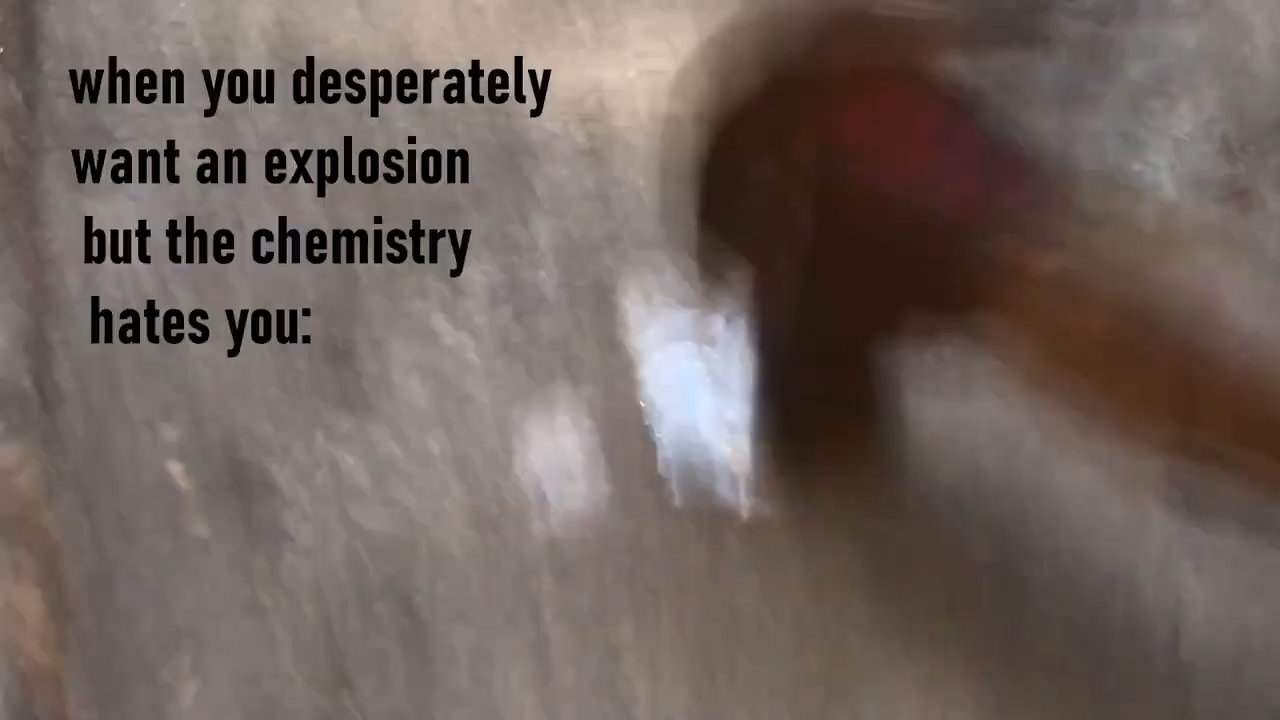 when you desperately
want an explosion
but the chemistry
hates you: